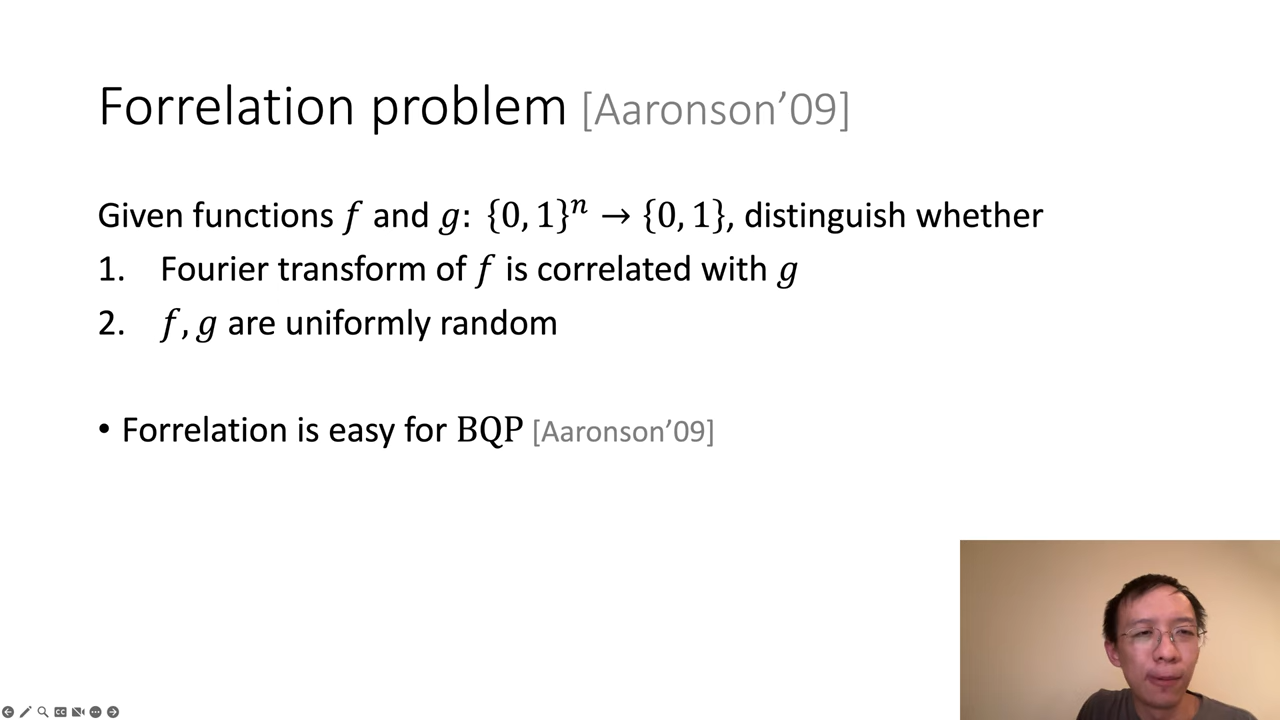 Forrelation problem [Aaronson’09]
Given functions f and g: {0, 1}ⁿ → {0, 1}, distinguish whether
1. Fourier transform of f is correlated with g
2. f, g are uniformly random
• Forrelation is easy for BQP [Aaronson’09]